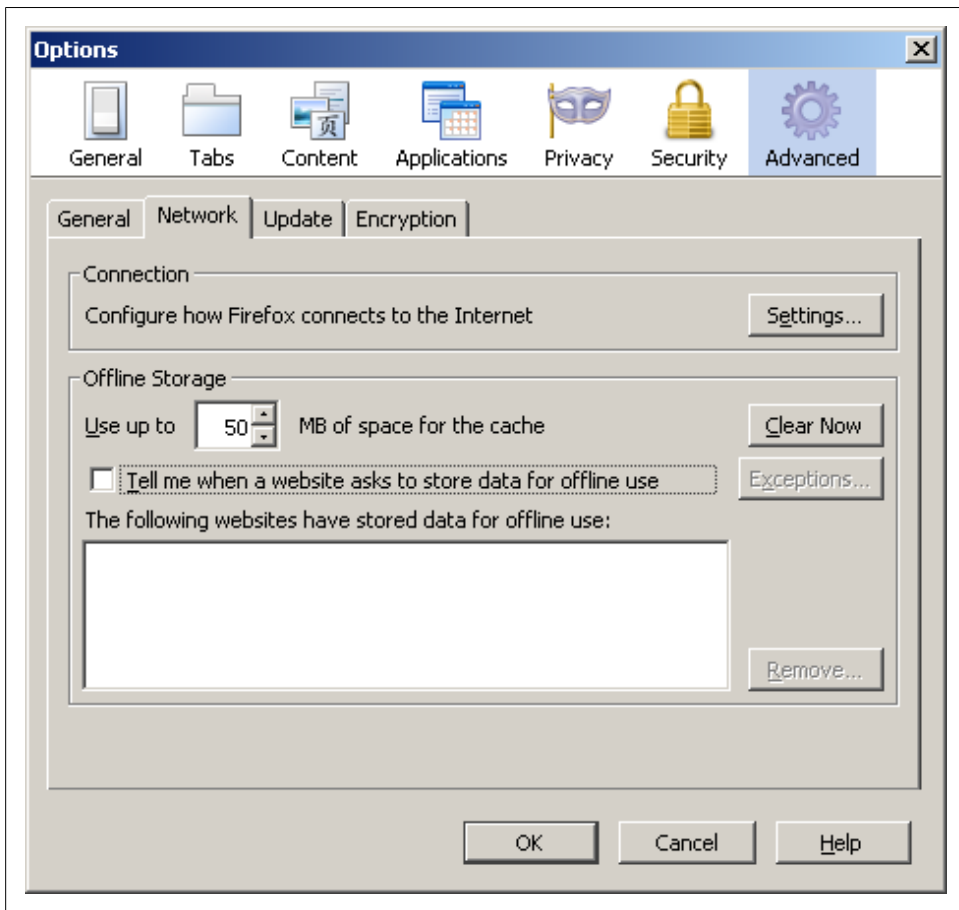 Options
General Tabs Content Applications Privacy Security Advanced
页
General Network Update Encryption
Connection
Configure how Firefox connects to the Internet Settings...
Offline Storage
Use up to 50 MB of space for the cache Clear Now
Tell me when a website asks to store data for offline use Exceptions...
The following websites have stored data for offline use:
Remove...
OK Cancel Help